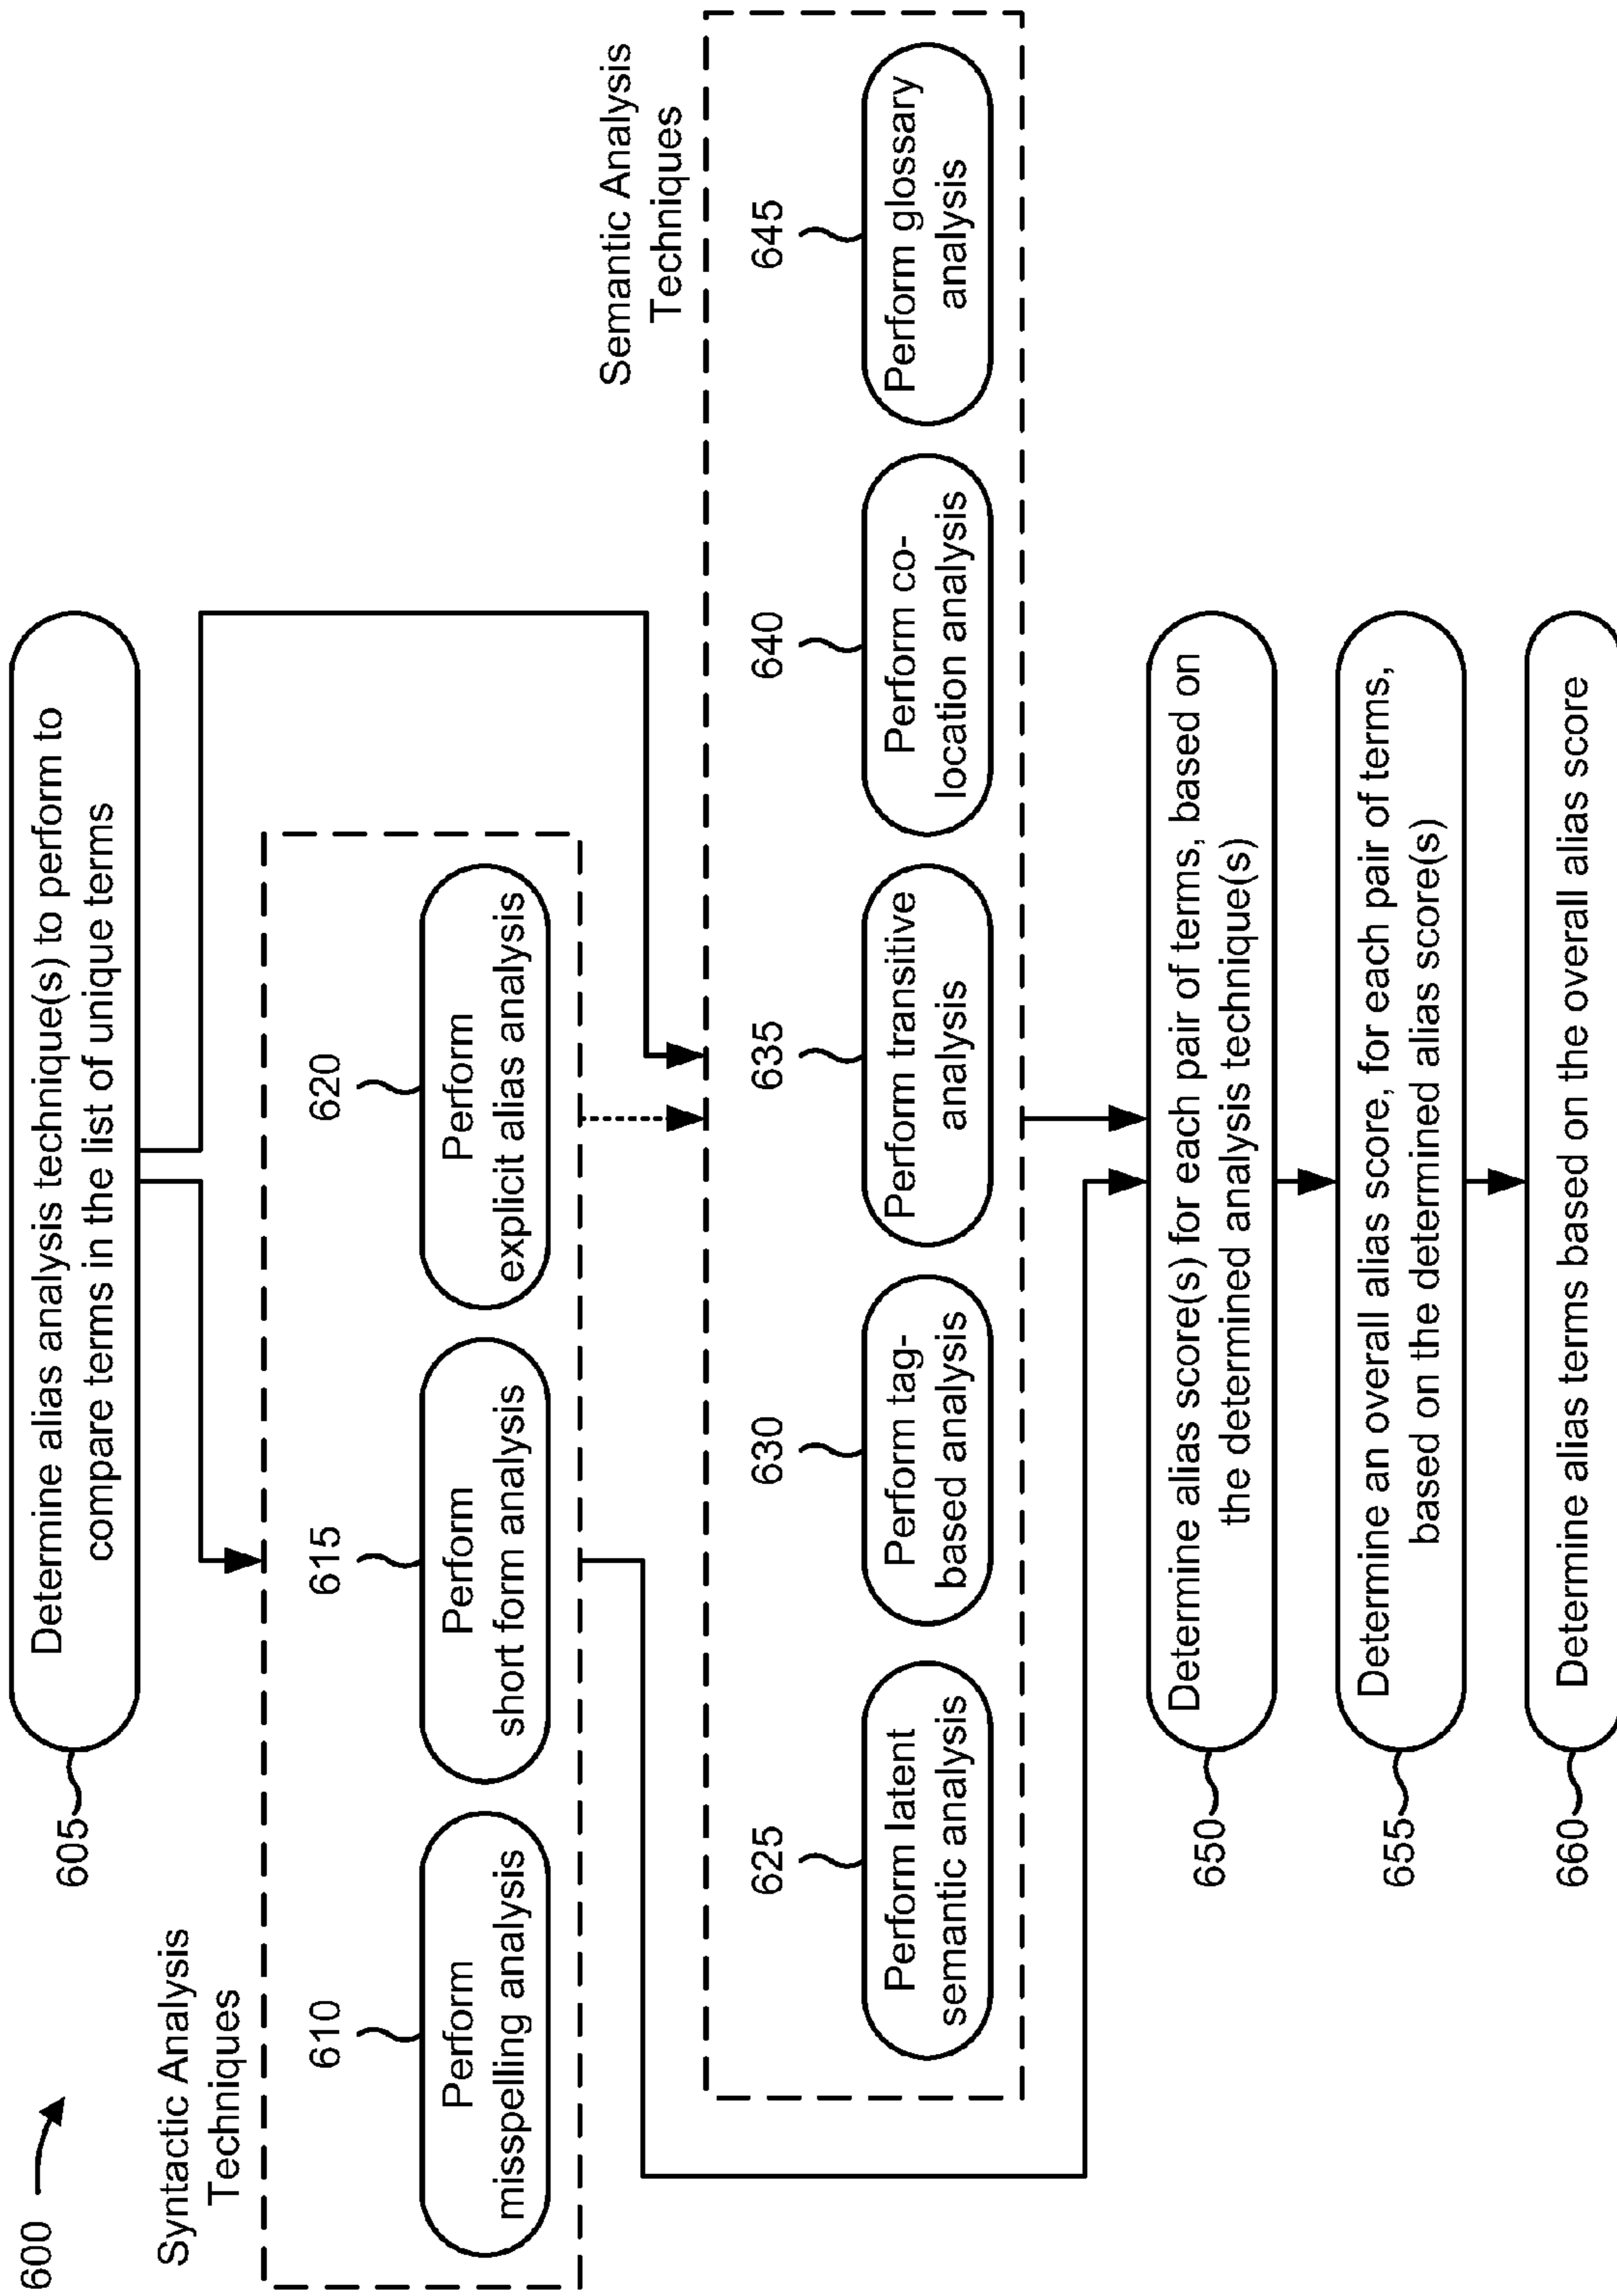 600
605
Determine alias analysis technique(s) to perform to
compare terms in the list of unique terms
Syntactic Analysis
Techniques
610
Perform
misspelling analysis
615
Perform
short form analysis
620
Perform
explicit alias analysis
Semantic Analysis
Techniques
625
Perform latent
semantic analysis
630
Perform tag-
based analysis
635
Perform transitive
analysis
640
Perform co-
location analysis
645
Perform glossary
analysis
650
Determine alias score(s) for each pair of terms, based on
the determined analysis technique(s)
655
Determine an overall alias score, for each pair of terms,
based on the determined alias score(s)
660
Determine alias terms based on the overall alias score